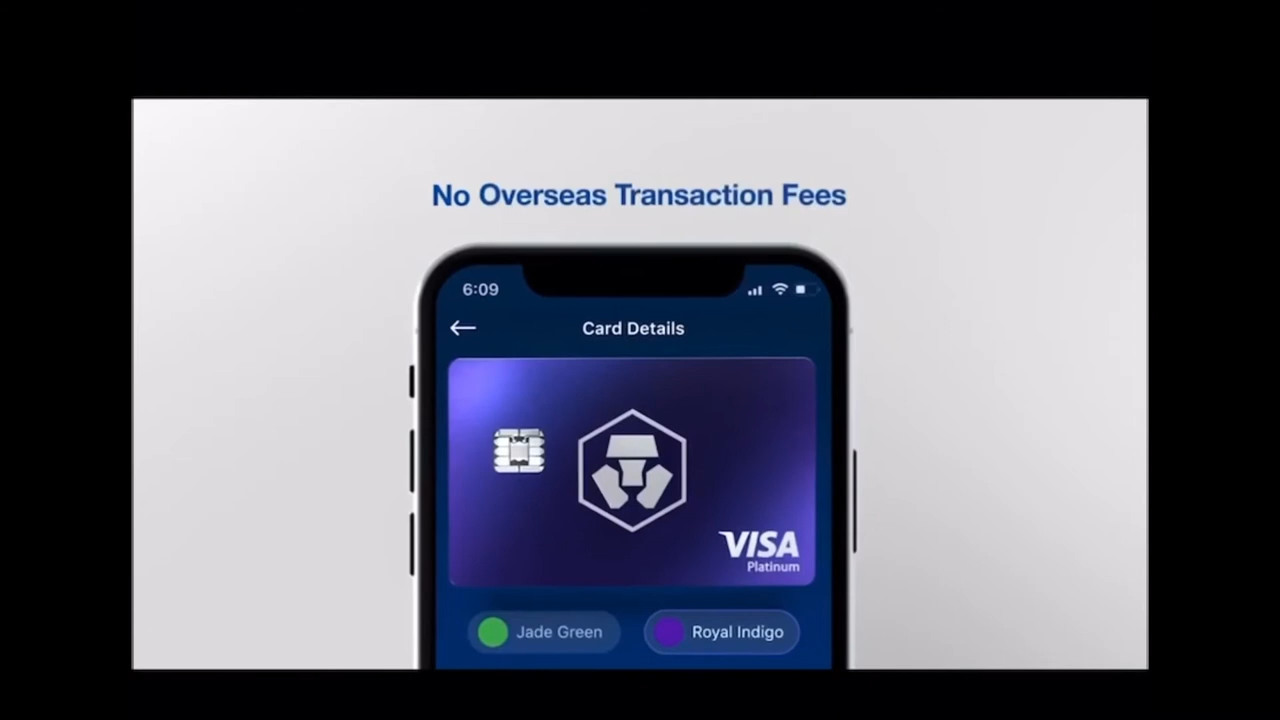 No Overseas Transaction Fees
6:09
Card Details
VISA
Platinum
Jade Green
Royal Indigo